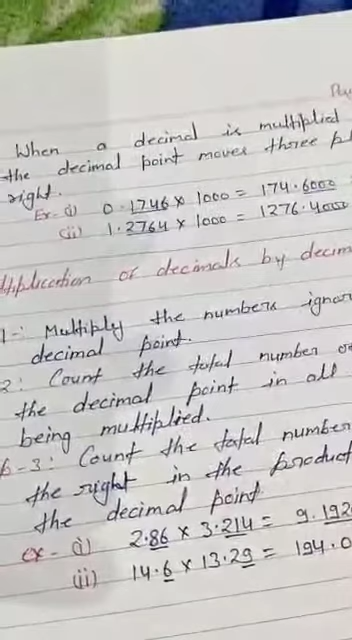 When a decimal is multiplied
the decimal point moves three
right.
Ex- (i) 0.1746 × 1000 = 174.6000
(ii) 1.2764 × 1000 = 1276.4000
of decimals by decim
1-: Multiply the numbers ignor
decimal point.
2: Count the total number
the decimal point in all
being multiplied.
3: Count the total number
the right in the product
the decimal point.
ex- (i) 2.86 × 3.214 = 9.192
(ii) 14.6 × 13.29 = 194.0